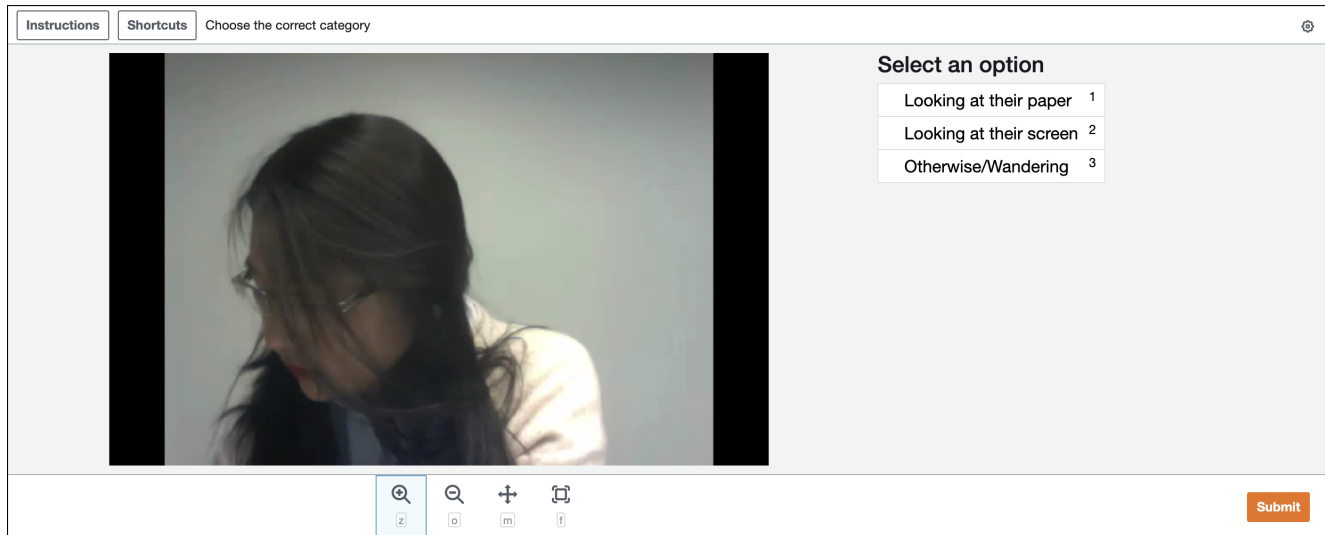 Instructions Shortcuts Choose the correct category
Select an option
Looking at their paper 1
Looking at their screen 2
Otherwise/Wandering 3
z o m f
Submit